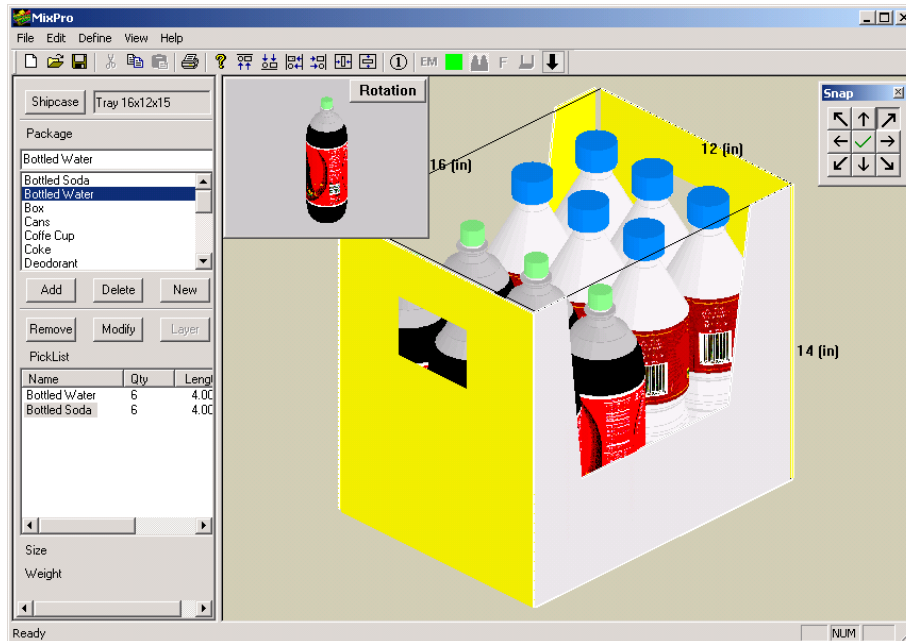 MixPro
File Edit Define View Help
EM F
Shipcase Tray 16x12x15
Package
Bottled Water
Bottled Soda
Bottled Water
Box
Cans
Coffe Cup
Coke
Deodorant
Add Delete New
Remove Modify Layer
PickList
Name Qty Lengt
Bottled Water 6 4.00
Bottled Soda 6 4.00
Size
Weight
Rotation
16 (in)
12 (in)
14 (in)
Snap
Ready NUM